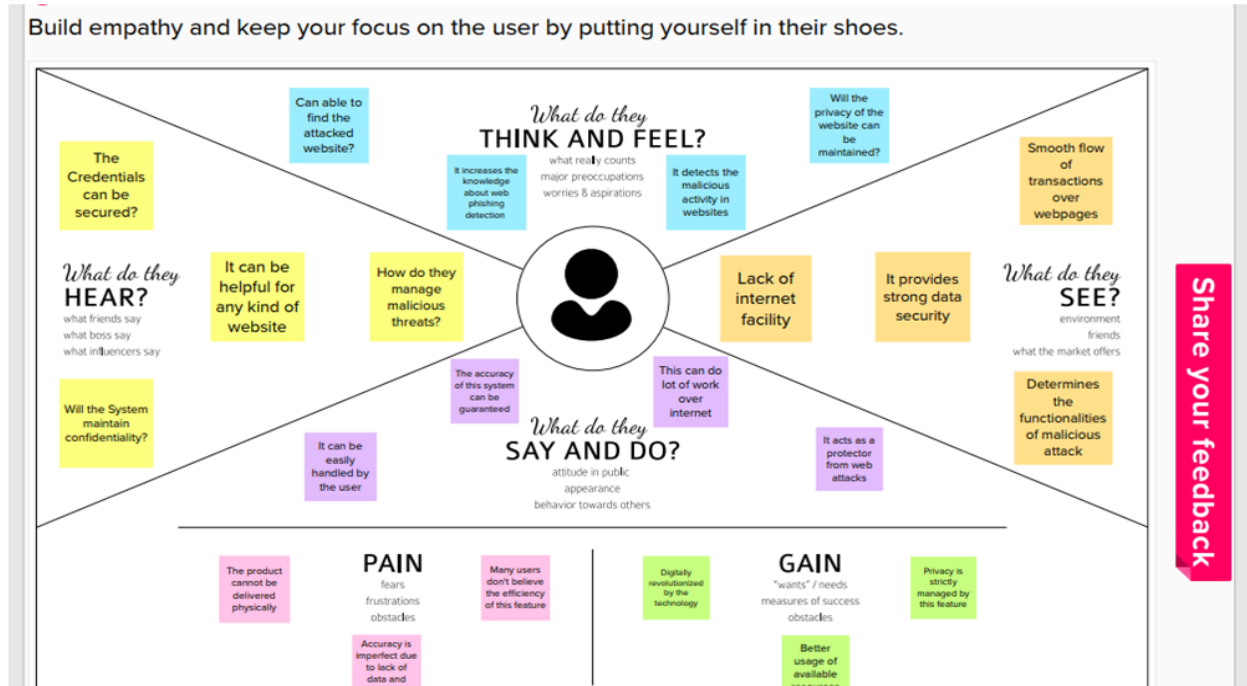 Build empathy and keep your focus on the user by putting yourself in their shoes.
Can able to
find the
attacked
website?
What do they
THINK AND FEEL?
what really counts
major preoccupations
worries & aspirations
Will the
privacy of the
website can
be
maintained?
It increases the
knowledge
about web
phishing
detection
It detects the
malicious
activity in
websites
The
Credentials
can be
secured?
What do they
HEAR?
what friends say
what boss say
what influencers say
It can be
helpful for
any kind of
website
How do they
manage
malicious
threats?
Will the System
maintain
confidentiality?
Smooth flow
of
transactions
over
webpages
Lack of
internet
facility
It provides
strong data
security
What do they
SEE?
environment
friends
what the market offers
Determines
the
functionalities
of malicious
attack
The accuracy
of this system
can be
guaranteed
This can do
lot of work
over
internet
What do they
SAY AND DO?
attitude in public
appearance
behavior towards others
It can be
easily
handled by
the user
It acts as a
protector
from web
attacks
The product
cannot be
delivered
physically
PAIN
fears
frustrations
obstacles
Many users
don't believe
the efficiency
of this feature
Accuracy is
imperfect due
to lack of
data and
Digitally
revolutionized
by the
technology
GAIN
"wants" / needs
measures of success
obstacles
Privacy is
strictly
managed by
this feature
Better
usage of
available
Share your feedback